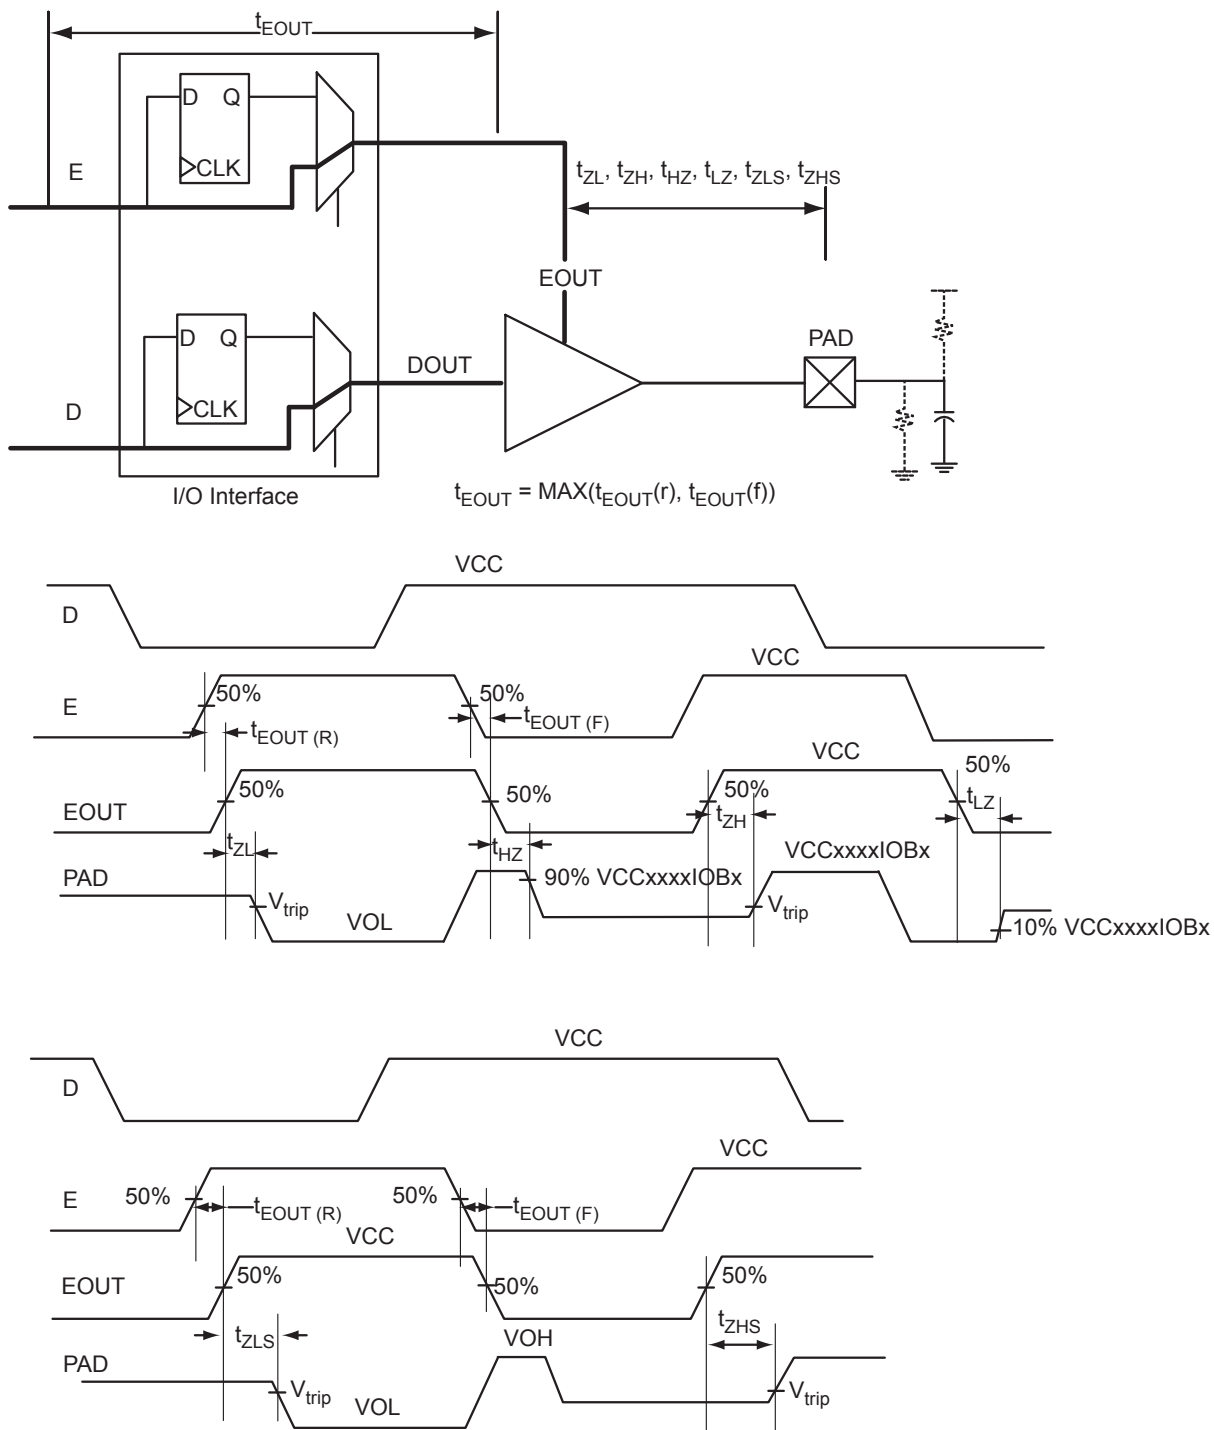 tEOUT
D Q
CLK
E
tZL, tZH, tHZ, tLZ, tZLS, tZHS
EOUT
D Q
CLK
DOUT
PAD
D
I/O Interface
tEOUT = MAX(tEOUT(r), tEOUT(f))
VCC
D
VCC
E
50%
50%
tEOUT (R)
tEOUT (F)
VCC
50%
EOUT
50%
50%
50%
tZL
tHZ
tZH
tLZ
PAD
Vtrip
VOL
90% VCCxxxxIOBx
VCCxxxxIOBx
Vtrip
10% VCCxxxxIOBx
VCC
D
VCC
E
50%
tEOUT (R)
50%
tEOUT (F)
VCC
EOUT
50%
50%
50%
tZLS
VOH
tZHS
PAD
Vtrip
VOL
Vtrip